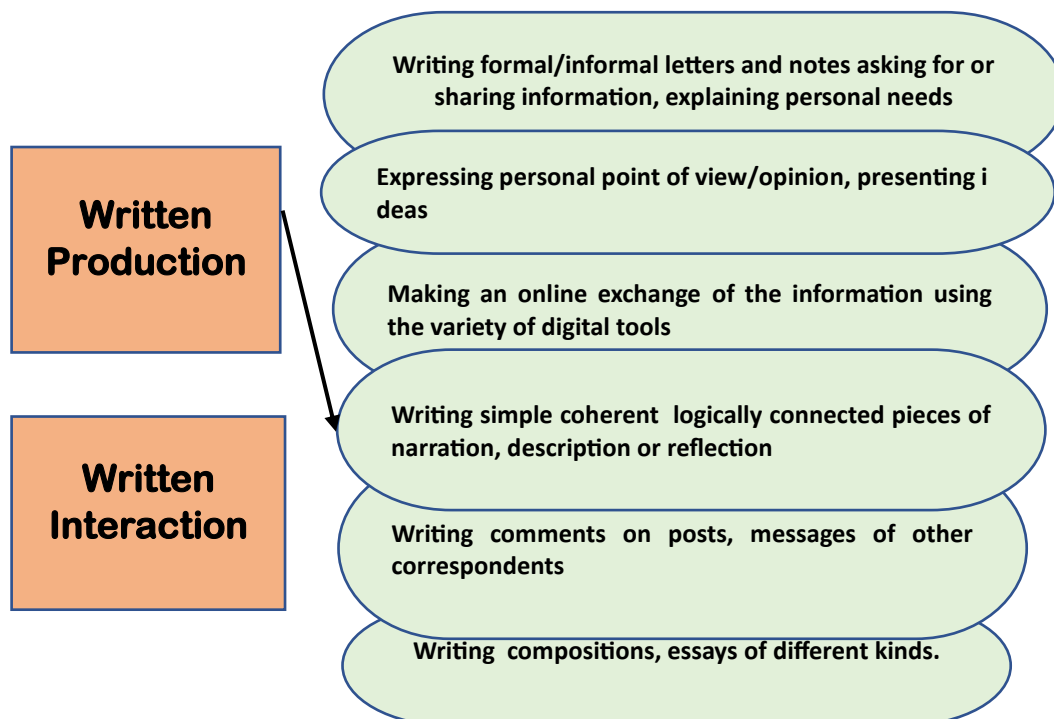 Writing formal/informal letters and notes asking for or
sharing information, explaining personal needs
Expressing personal point of view/opinion, presenting i
deas
Written
Production
Making an online exchange of the information using
the variety of digital tools
Writing simple coherent logically connected pieces of
narration, description or reflection
Written
Interaction
Writing comments on posts, messages of other
correspondents
Writing compositions, essays of different kinds.